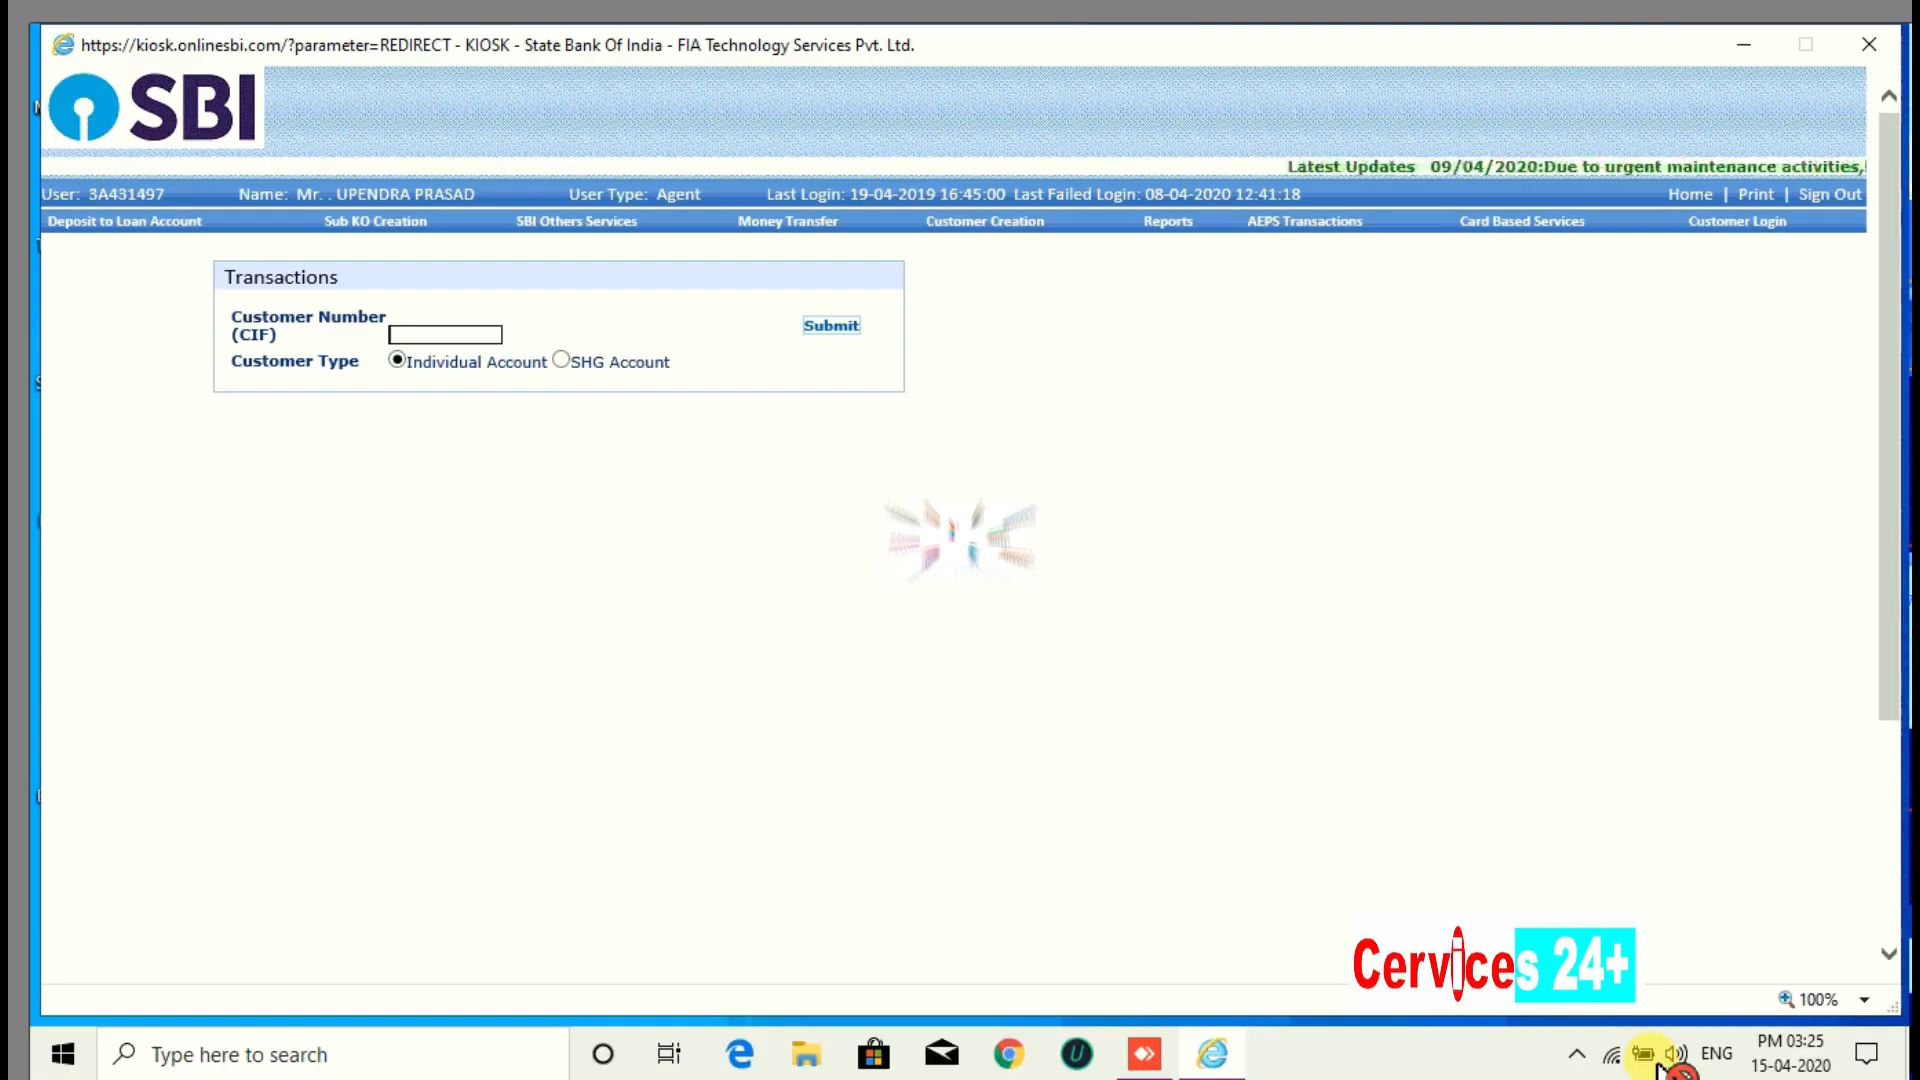 https://kiosk.onlinesbi.com/?parameter=REDIRECT - KIOSK - State Bank Of India - FIA Technology Services Pvt. Ltd.
SBI
Latest Updates 09/04/2020:Due to urgent maintenance activities,
User: 3A431497 Name: Mr. . UPENDRA PRASAD User Type: Agent Last Login: 19-04-2019 16:45:00 Last Failed Login: 08-04-2020 12:41:18 Home | Print | Sign Out
Deposit to Loan Account Sub KO Creation SBI Others Services Money Transfer Customer Creation Reports AEPS Transactions Card Based Services Customer Login
Transactions
Customer Number
(CIF)
Submit
Customer Type Individual Account SHG Account
Cervices 24+
100%
Type here to search
ENG
PM 03:25
15-04-2020